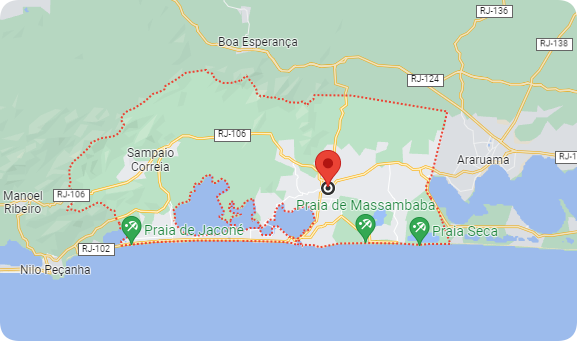 RJ-136
Boa Esperança
RJ-138
RJ-124
RJ-106
Sampaio
Correia
Araruama
RJ-1
Manoel
Ribeiro
RJ-106
Praia de Massambaba
Praia de Jaconé
Praia Seca
RJ-102
Nilo Peçanha